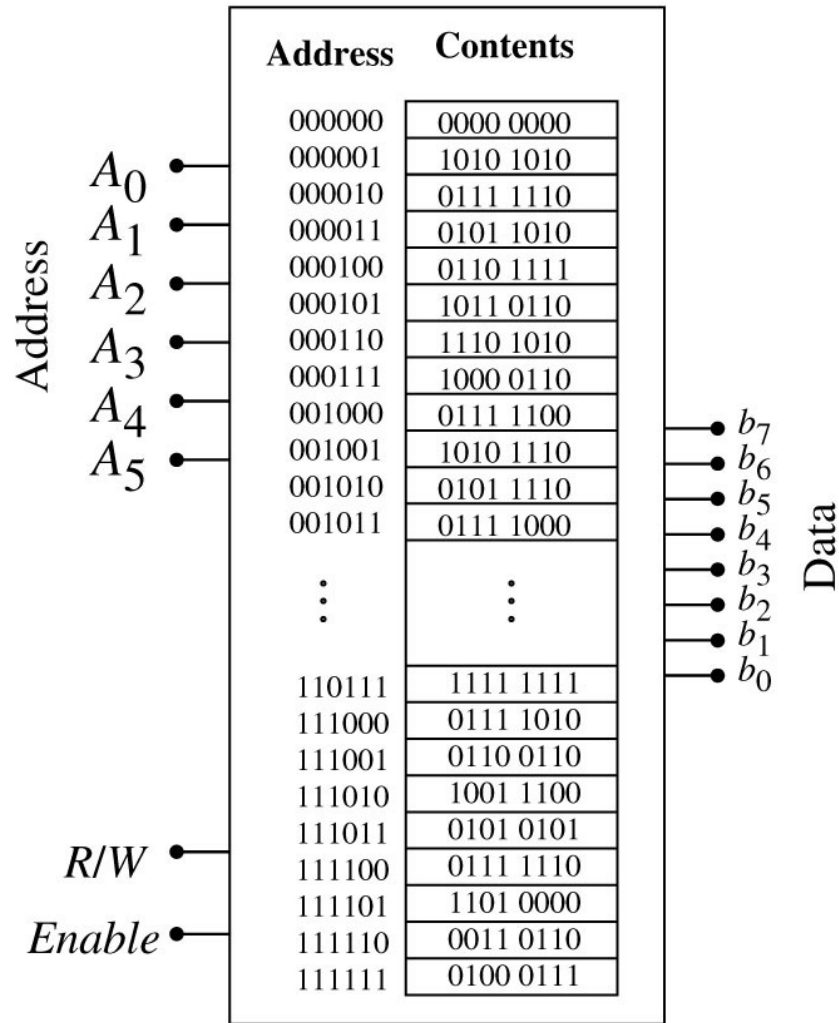 Address Contents
000000 0000 0000
000001 1010 1010
000010 0111 1110
000011 0101 1010
000100 0110 1111
000101 1011 0110
000110 1110 1010
000111 1000 0110
001000 0111 1100
001001 1010 1110
001010 0101 1110
001011 0111 1000
110111 1111 1111
111000 0111 1010
111001 0110 0110
111010 1001 1100
111011 0101 0101
111100 0111 1110
111101 1101 0000
111110 0011 0110
111111 0100 0111
Address
A0
A1
A2
A3
A4
A5
R/W
Enable
b7
b6
b5
b4
b3
b2
b1
b0
Data